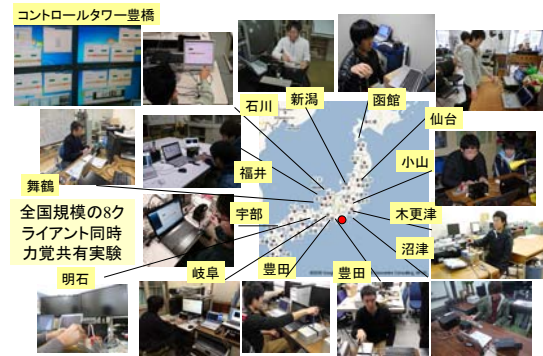 コントロールタワー豊橋
石川
新潟
函館
仙台
福井
小山
舞鶴
全国規模の8ク
ライアント同時
力覚共有実験
宇部
木更津
沼津
明石
岐阜
豊田
豊田